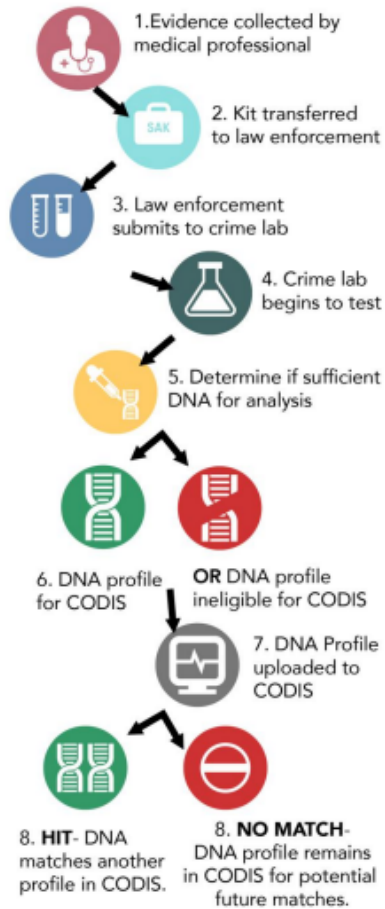 1.Evidence collected by
medical professional
SAK
2. Kit transferred
to law enforcement
3. Law enforcement
submits to crime lab
4. Crime lab
begins to test
5. Determine if sufficient
DNA for analysis
6. DNA profile
for CODIS
OR DNA profile
ineligible for CODIS
7. DNA Profile
uploaded to
CODIS
8. HIT- DNA
matches another
profile in CODIS.
8. NO MATCH-
DNA profile remains
in CODIS for potential
future matches.